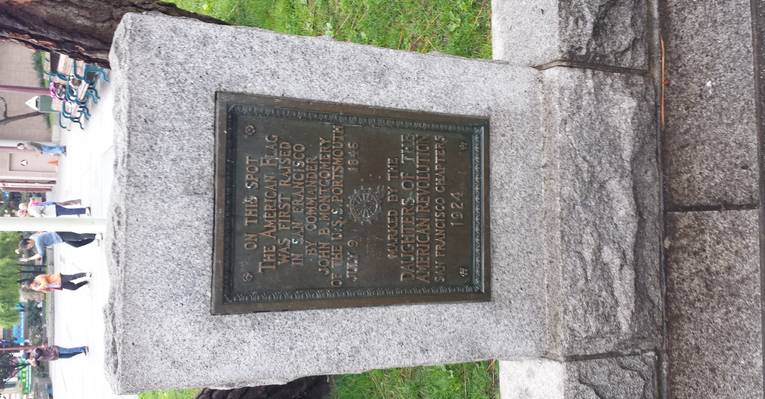 ON THIS SPOT
THE AMERICAN FLAG
WAS FIRST RAISED
IN SAN FRANCISCO
BY COMMANDER
JOHN B. MONTGOMERY
OF THE U.S.S. PORTSMOUTH
JULY 9 1846
MARKED BY THE
DAUGHTERS OF THE
AMERICAN REVOLUTION
SAN FRANCISCO CHAPTERS
1924